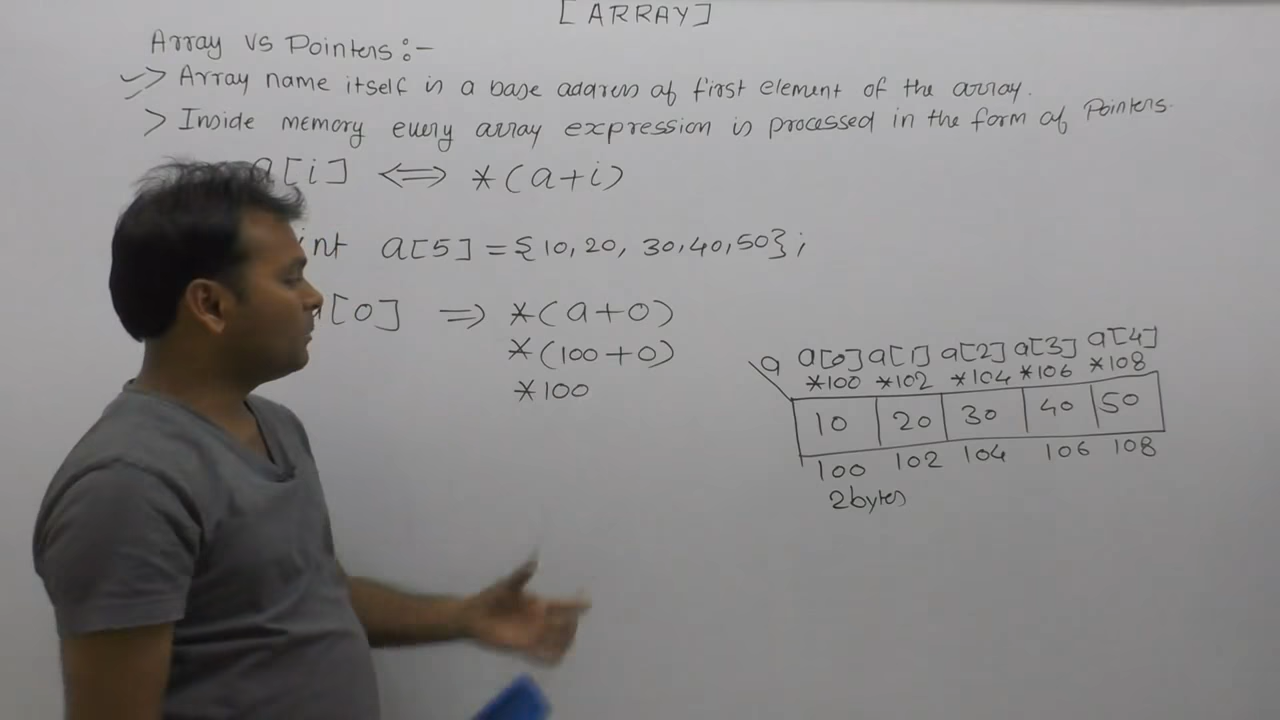 [ARRAY]
Array vs Pointers:-
> Array name itself is a base address of first element of the array.
> Inside memory every array expression is processed in the form of Pointers.
a[i] <=> *(a+i)
int a[5]={10,20,30,40,50};
a[0] => *(a+0)
*(100+0)
*100
a a[0] a[1] a[2] a[3] a[4]
*100 *102 *104 *106 *108
10 20 30 40 50
100 102 104 106 108
2bytes